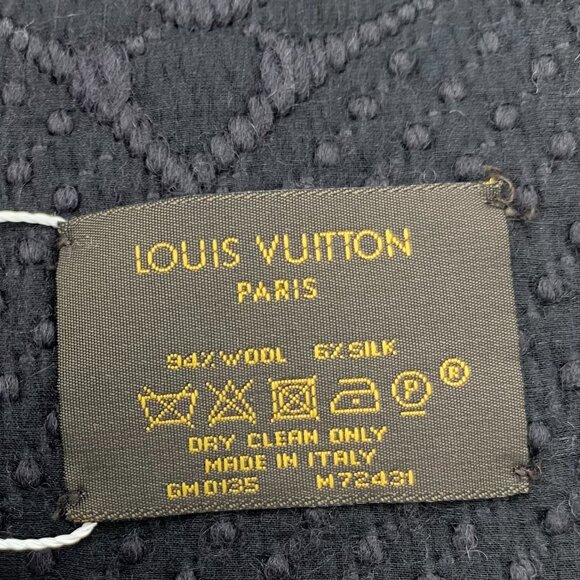 LOUIS VUITTON
PARIS
94% WOOL 6% SILK
P ®
DRY CLEAN ONLY
MADE IN ITALY
GM0135 M72431